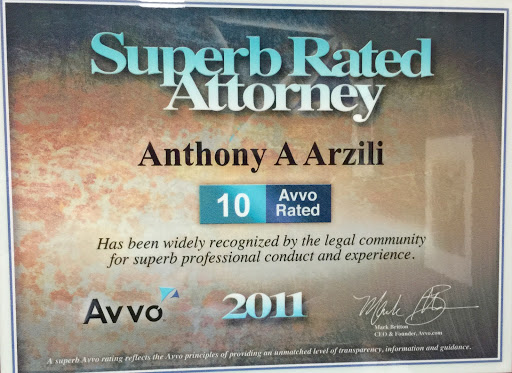 Superb Rated
Attorney
Anthony A Arzili
10 Avvo
Rated
Has been widely recognized by the legal community
for superb professional conduct and experience.
Avvo 2011 Mark Britton
Mark Britton
CEO & Founder, Avvo.com
A superb Avvo rating reflects the Avvo principles of providing an unmatched level of transparency, information and guidance.